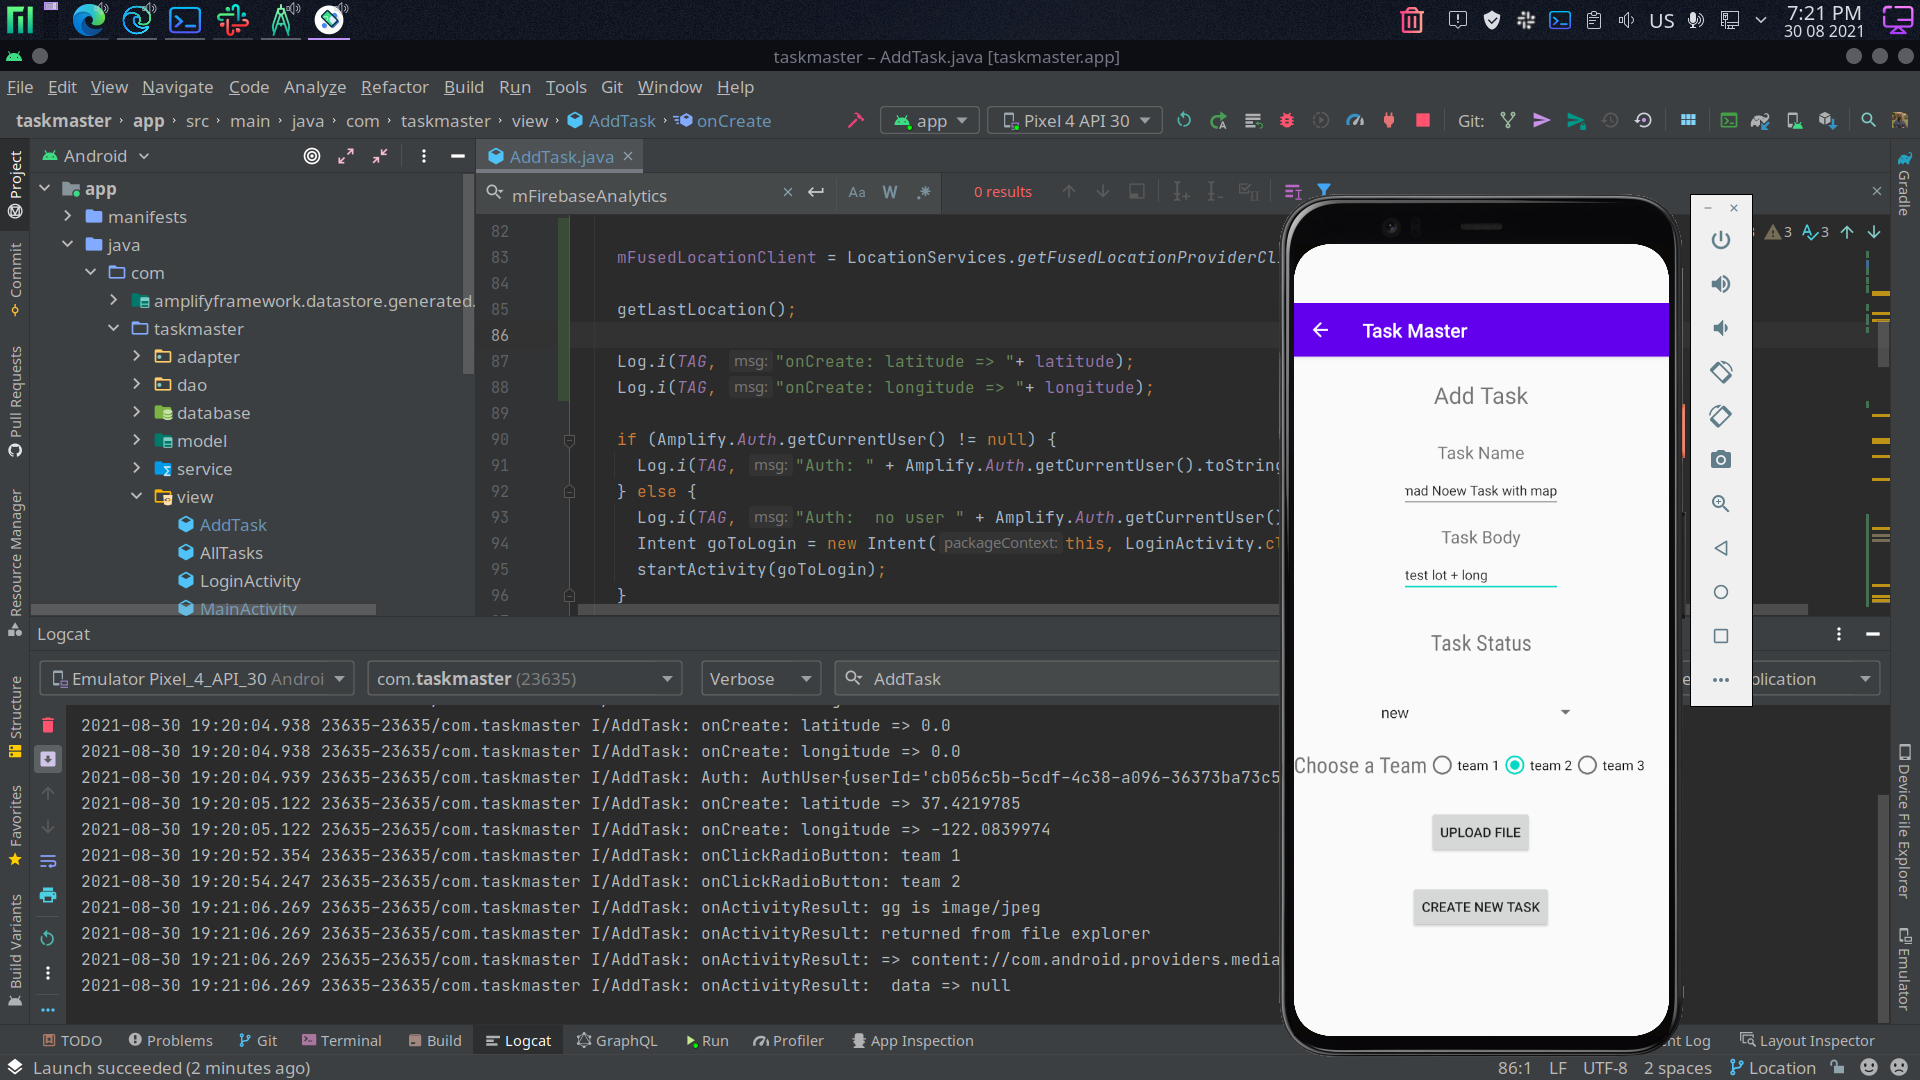 US
7:21 PM
30 08 2021
taskmaster – AddTask.java [taskmaster.app]
File Edit View Navigate Code Analyze Refactor Build Run Tools Git Window Help
taskmaster › app › src › main › java › com › taskmaster › view › AddTask › onCreate
app
Pixel 4 API 30
Git:
Android
AddTask.java
mFirebaseAnalytics
Aa W .*
0 results
Project
Commit
Pull Requests
Resource Manager
Structure
Favorites
Build Variants
app
manifests
java
com
amplifyframework.datastore.generated.
taskmaster
adapter
dao
database
model
service
view
AddTask
AllTasks
LoginActivity
MainActivity
3 3
82
83 mFusedLocationClient = LocationServices.getFusedLocationProviderCl
84
85 getLastLocation();
86
87 Log.i(TAG, msg: "onCreate: latitude => "+ latitude);
88 Log.i(TAG, msg: "onCreate: longitude => "+ longitude);
89
90 if (Amplify.Auth.getCurrentUser() != null) {
91 Log.i(TAG, msg: "Auth: " + Amplify.Auth.getCurrentUser().toString
92 } else {
93 Log.i(TAG, msg: "Auth:  no user " + Amplify.Auth.getCurrentUser()
94 Intent goToLogin = new Intent( packageContext: this, LoginActivity.cl
95 startActivity(goToLogin);
96 }
Logcat
Emulator Pixel_4_API_30 Androi
com.taskmaster (23635)
Verbose
AddTask
plication
2021-08-30 19:20:04.938 23635-23635/com.taskmaster I/AddTask: onCreate: latitude => 0.0
2021-08-30 19:20:04.938 23635-23635/com.taskmaster I/AddTask: onCreate: longitude => 0.0
2021-08-30 19:20:04.939 23635-23635/com.taskmaster I/AddTask: Auth: AuthUser{userId='cb056c5b-5cdf-4c38-a096-36373ba73c5
2021-08-30 19:20:05.122 23635-23635/com.taskmaster I/AddTask: onCreate: latitude => 37.4219785
2021-08-30 19:20:05.122 23635-23635/com.taskmaster I/AddTask: onCreate: longitude => -122.0839974
2021-08-30 19:20:52.354 23635-23635/com.taskmaster I/AddTask: onClickRadioButton: team 1
2021-08-30 19:20:54.247 23635-23635/com.taskmaster I/AddTask: onClickRadioButton: team 2
2021-08-30 19:21:06.269 23635-23635/com.taskmaster I/AddTask: onActivityResult: gg is image/jpeg
2021-08-30 19:21:06.269 23635-23635/com.taskmaster I/AddTask: onActivityResult: returned from file explorer
2021-08-30 19:21:06.269 23635-23635/com.taskmaster I/AddTask: onActivityResult: => content://com.android.providers.media
2021-08-30 19:21:06.269 23635-23635/com.taskmaster I/AddTask: onActivityResult:  data => null
Task Master
Add Task
Task Name
nad Noew Task with map
Task Body
test lot + long
Task Status
new
Choose a Team team 1 team 2 team 3
UPLOAD FILE
CREATE NEW TASK
Gradle
Device File Explorer
Emulator
TODO Problems Git Terminal Build Logcat GraphQL Run Profiler App Inspection
nt Log Layout Inspector
Launch succeeded (2 minutes ago)
86:1 LF UTF-8 2 spaces Location